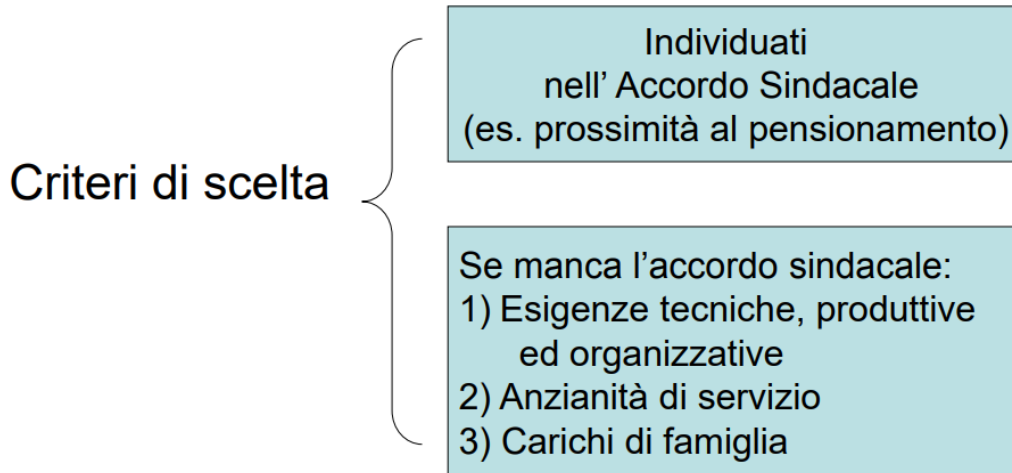 Criteri di scelta
Individuati
nell’ Accordo Sindacale
(es. prossimità al pensionamento)
Se manca l’accordo sindacale:
1) Esigenze tecniche, produttive
ed organizzative
2) Anzianità di servizio
3) Carichi di famiglia